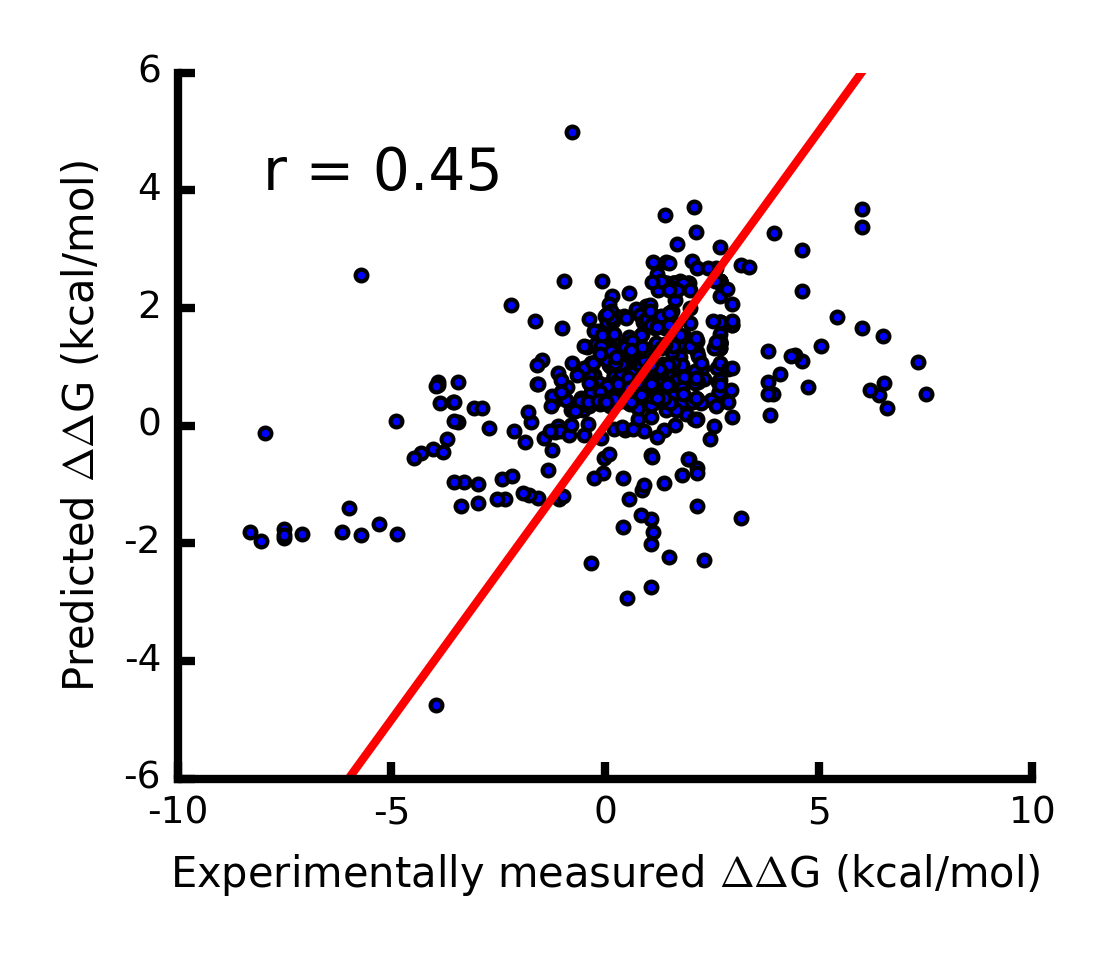 6
4
2
0
-2
-4
-6
r = 0.45
Predicted ΔΔG (kcal/mol)
-10 -5 0 5 10
Experimentally measured ΔΔG (kcal/mol)